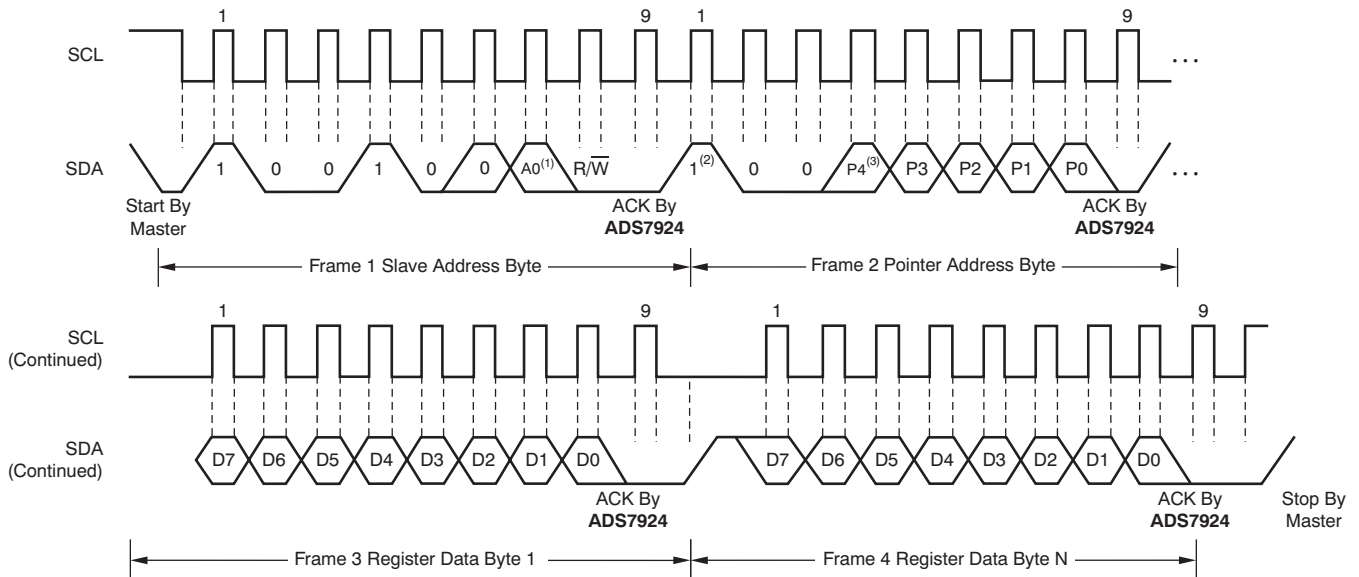 1 9 1 9
SCL ...
SDA 1 0 0 1 0 0 A0(1) R/W̅ 1(2) 0 0 P4(3) P3 P2 P1 P0 ...
Start By Master
ACK By ADS7924
ACK By ADS7924
Frame 1 Slave Address Byte
Frame 2 Pointer Address Byte
1 9 1 9
SCL (Continued)
SDA (Continued) D7 D6 D5 D4 D3 D2 D1 D0 D7 D6 D5 D4 D3 D2 D1 D0
ACK By ADS7924
ACK By ADS7924
Stop By Master
Frame 3 Register Data Byte 1
Frame 4 Register Data Byte N